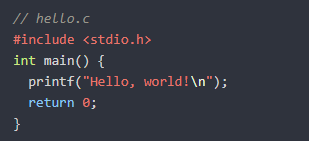 // hello.c
#include <stdio.h>
int main() {
  printf("Hello, world!\n");
  return 0;
}